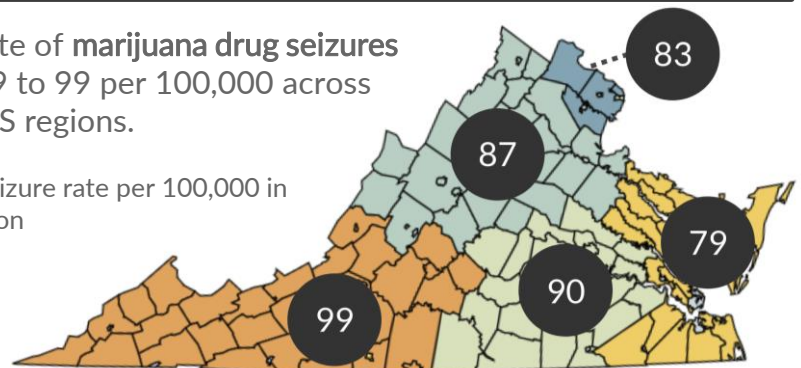 te of marijuana drug seizures
9 to 99 per 100,000 across
S regions.
izure rate per 100,000 in
on
83
87
79
90
99